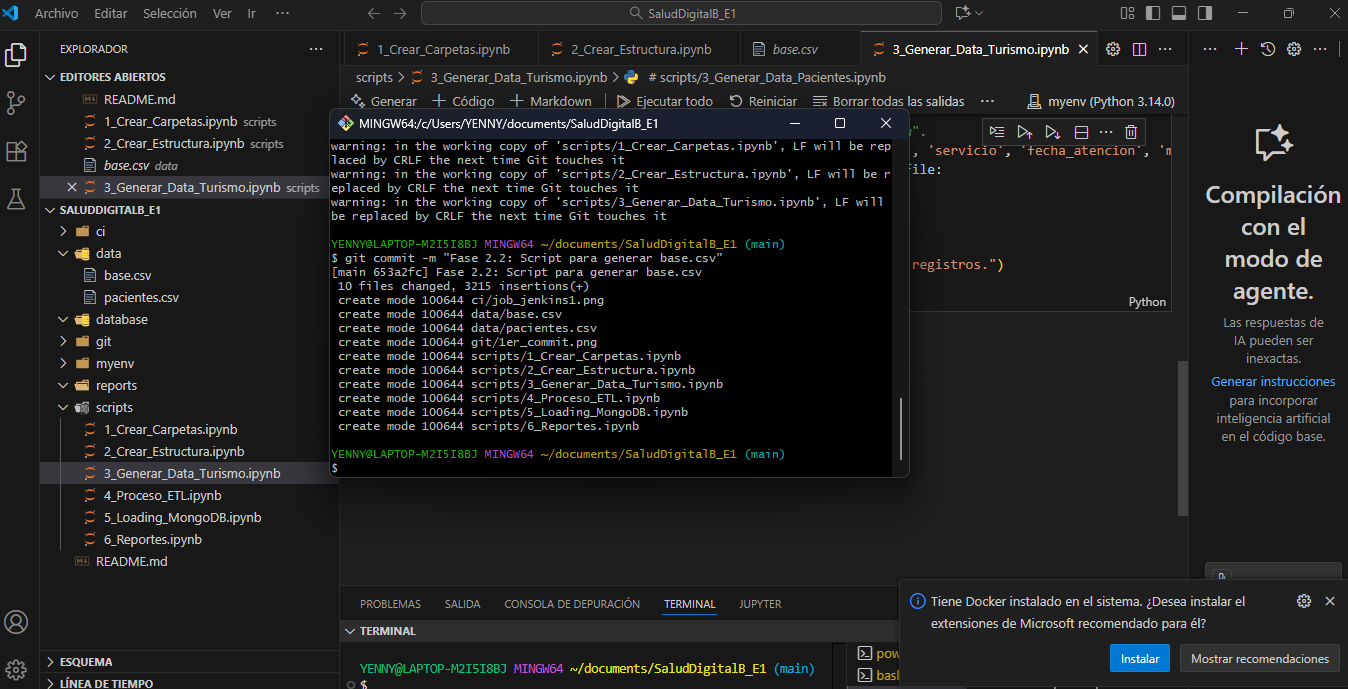 Archivo Editar Selección Ver Ir ··· SaludDigitalB_E1
EXPLORADOR ···
EDITORES ABIERTOS
README.md
1_Crear_Carpetas.ipynb scripts
2_Crear_Estructura.ipynb scripts
base.csv data
3_Generar_Data_Turismo.ipynb scripts
SALUDDIGITALB_E1
ci
data
base.csv
pacientes.csv
database
git
myenv
reports
scripts
1_Crear_Carpetas.ipynb
2_Crear_Estructura.ipynb
3_Generar_Data_Turismo.ipynb
4_Proceso_ETL.ipynb
5_Loading_MongoDB.ipynb
6_Reportes.ipynb
README.md
ESQUEMA
LÍNEA DE TIEMPO
1_Crear_Carpetas.ipynb 2_Crear_Estructura.ipynb base.csv 3_Generar_Data_Turismo.ipynb
scripts > 3_Generar_Data_Turismo.ipynb > # scripts/3_Generar_Data_Pacientes.ipynb
Generar + Código + Markdown Ejecutar todo Reiniciar Borrar todas las salidas ··· myenv (Python 3.14.0)
".
, 'servicio', 'fecha_atencion', 'm
file:
registros.")
Python
MINGW64:/c/Users/YENNY/documents/SaludDigitalB_E1
warning: in the working copy of 'scripts/1_Crear_Carpetas.ipynb', LF will be rep
laced by CRLF the next time Git touches it
warning: in the working copy of 'scripts/2_Crear_Estructura.ipynb', LF will be r
eplaced by CRLF the next time Git touches it
warning: in the working copy of 'scripts/3_Generar_Data_Turismo.ipynb', LF will
be replaced by CRLF the next time Git touches it
YENNY@LAPTOP-M2I5I8BJ MINGW64 ~/documents/SaludDigitalB_E1 (main)
$ git commit -m "Fase 2.2: Script para generar base.csv"
[main 653a2fc] Fase 2.2: Script para generar base.csv
10 files changed, 3215 insertions(+)
create mode 100644 ci/job_jenkins1.png
create mode 100644 data/base.csv
create mode 100644 data/pacientes.csv
create mode 100644 git/1er_commit.png
create mode 100644 scripts/1_Crear_Carpetas.ipynb
create mode 100644 scripts/2_Crear_Estructura.ipynb
create mode 100644 scripts/3_Generar_Data_Turismo.ipynb
create mode 100644 scripts/4_Proceso_ETL.ipynb
create mode 100644 scripts/5_Loading_MongoDB.ipynb
create mode 100644 scripts/6_Reportes.ipynb
YENNY@LAPTOP-M2I5I8BJ MINGW64 ~/documents/SaludDigitalB_E1 (main)
$
PROBLEMAS SALIDA CONSOLA DE DEPURACIÓN TERMINAL JUPYTER
TERMINAL
YENNY@LAPTOP-M2I5I8BJ MINGW64 ~/documents/SaludDigitalB_E1 (main)
$
pow
bas
Compilación
con el
modo de
agente.
Las respuestas de
IA pueden ser
inexactas.
Generar instrucciones
para incorporar
inteligencia artificial
en el código base.
Tiene Docker instalado en el sistema. ¿Desea instalar el
extensiones de Microsoft recomendado para él?
Instalar Mostrar recomendaciones